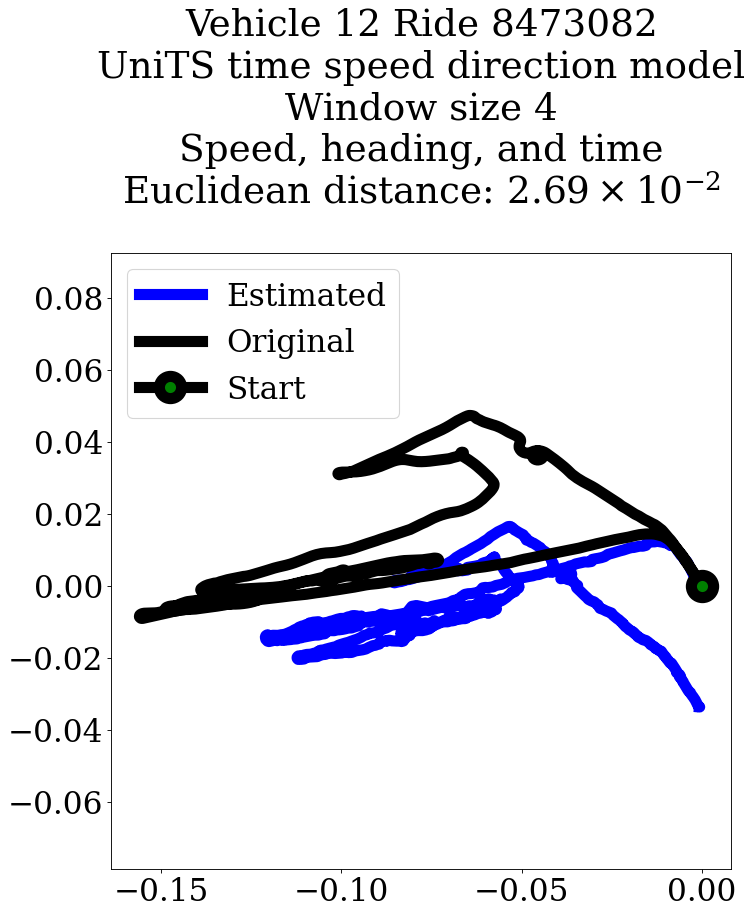 Vehicle 12 Ride 8473082
UniTS time speed direction model
Window size 4
Speed, heading, and time
Euclidean distance: 2.69 × 10⁻²
Estimated
Original
Start
0.08
0.06
0.04
0.02
0.00
−0.02
−0.04
−0.06
−0.15 −0.10 −0.05 0.00